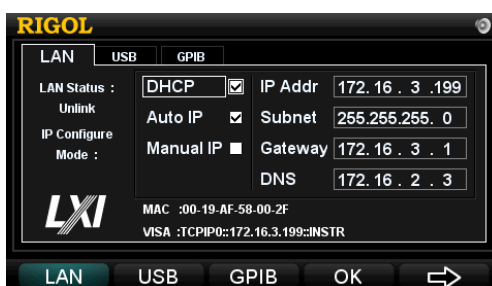 RIGOL
LAN USB GPIB
LAN Status :
Unlink
IP Configure
Mode :
DHCP
Auto IP
Manual IP
IP Addr 172.16 . 3 .199
Subnet 255.255.255. 0
Gateway 172.16 . 3 . 1
DNS 172.16 . 2 . 3
LXI
MAC :00-19-AF-58-00-2F
VISA :TCPIP0::172.16.3.199::INSTR
LAN USB GPIB OK